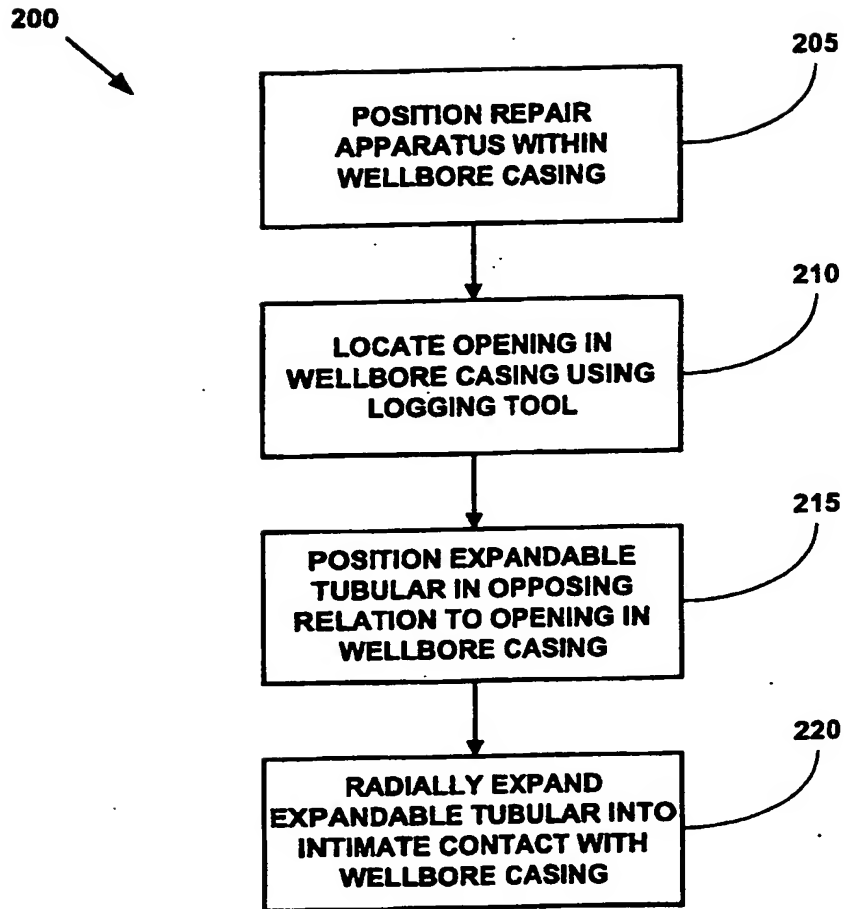 200
205
POSITION REPAIR
APPARATUS WITHIN
WELLBORE CASING
210
LOCATE OPENING IN
WELLBORE CASING USING
LOGGING TOOL
215
POSITION EXPANDABLE
TUBULAR IN OPPOSING
RELATION TO OPENING IN
WELLBORE CASING
220
RADIALLY EXPAND
EXPANDABLE TUBULAR INTO
INTIMATE CONTACT WITH
WELLBORE CASING